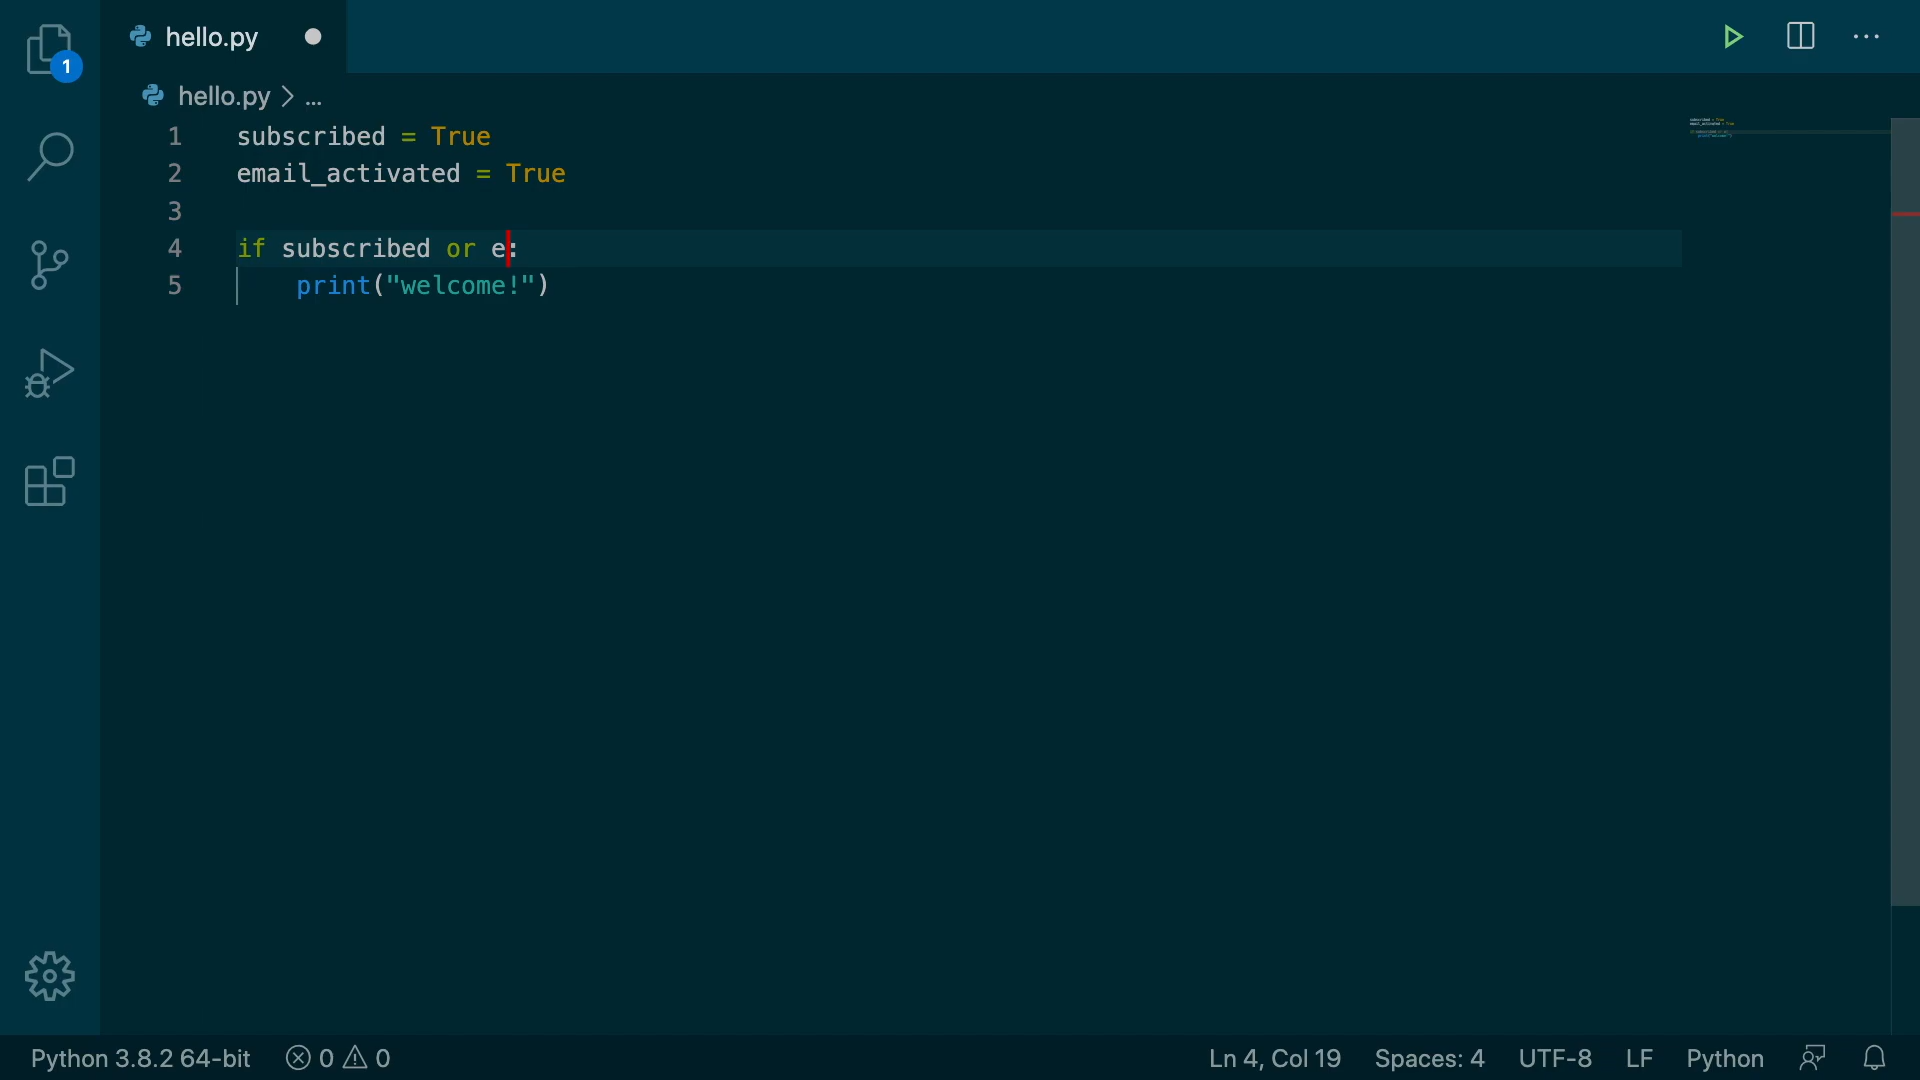 hello.py
1
hello.py > ...
1 subscribed = True
2 email_activated = True
3
4 if subscribed or e:
5 print("welcome!")
Python 3.8.2 64-bit 0 0 Ln 4, Col 19 Spaces: 4 UTF-8 LF Python